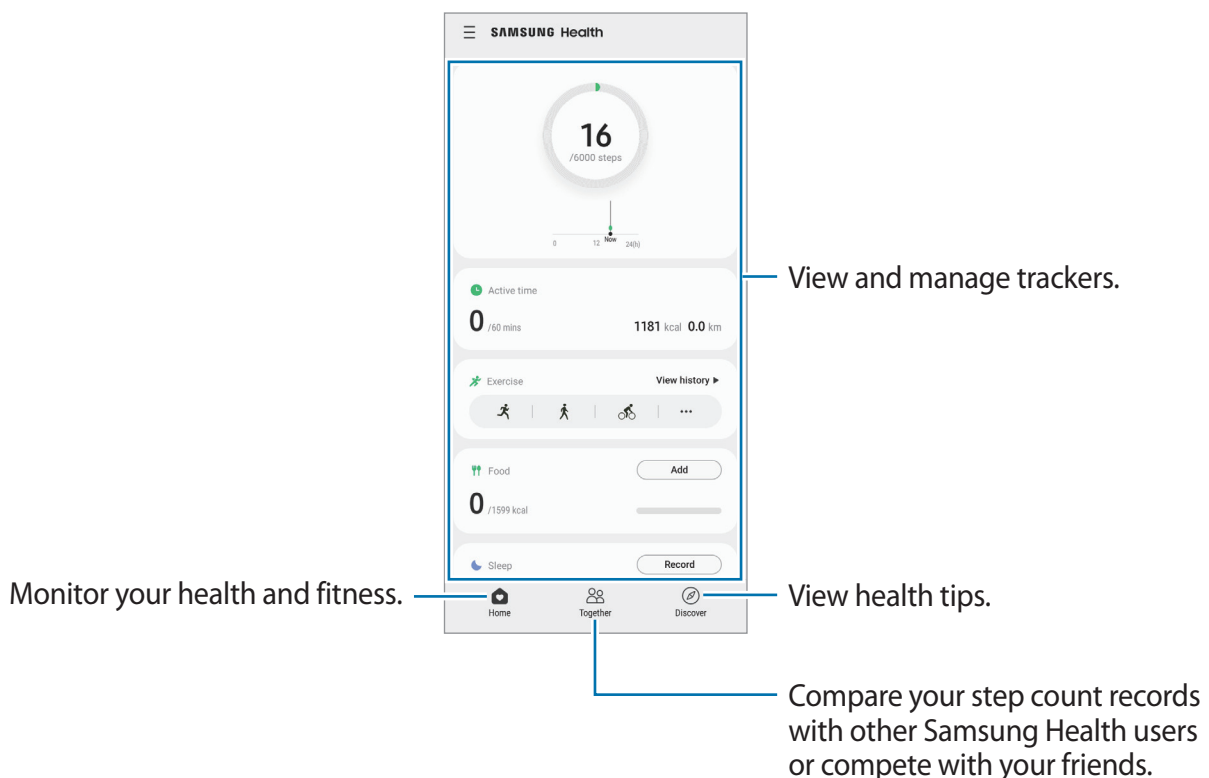 SAMSUNG Health
16
/6000 steps
0 12 Now 24(h)
View and manage trackers.
Active time
0 /60 mins 1181 kcal 0.0 km
Exercise View history
Food Add
0 /1599 kcal
Sleep Record
Monitor your health and fitness.
Home Together Discover
View health tips.
Compare your step count records
with other Samsung Health users
or compete with your friends.